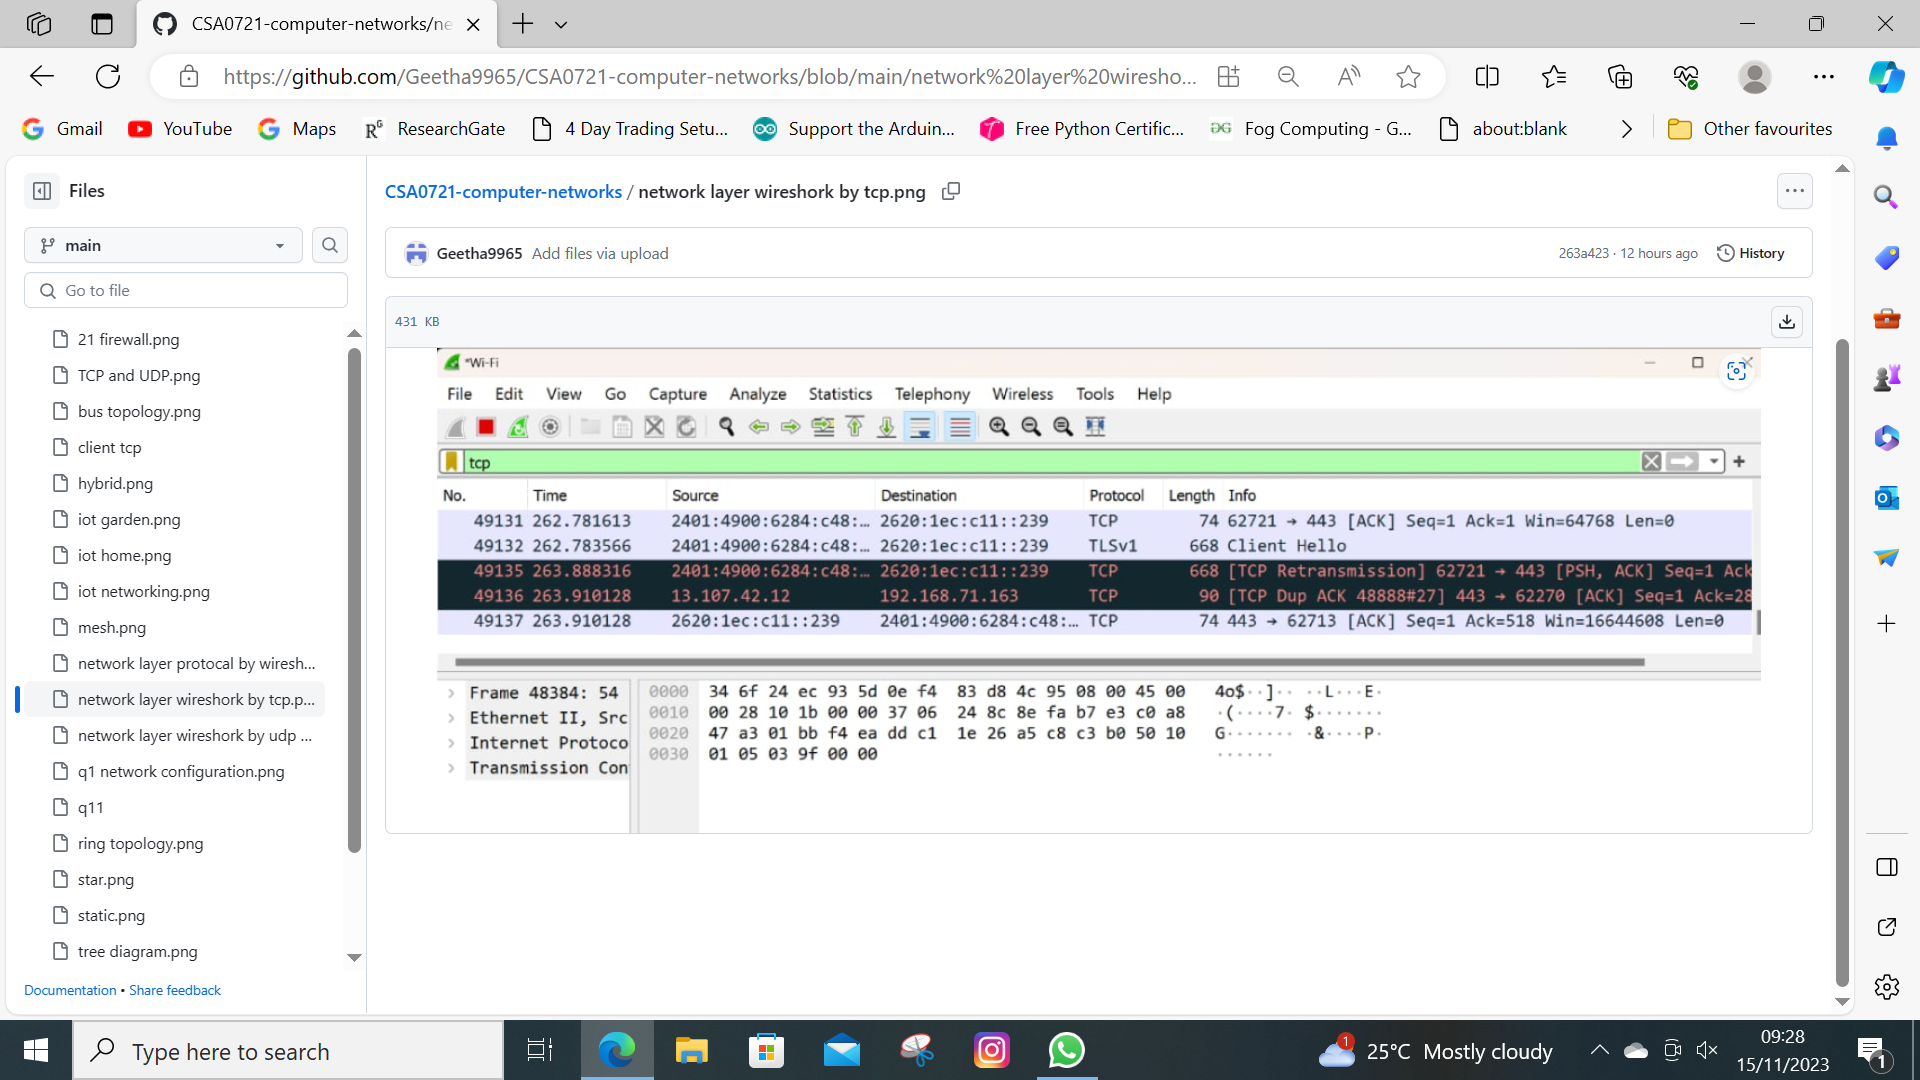 CSA0721-computer-networks/ne
https://github.com/Geetha9965/CSA0721-computer-networks/blob/main/network%20layer%20wiresho...
Gmail YouTube Maps ResearchGate 4 Day Trading Setu... Support the Arduin... Free Python Certific... Fog Computing - G... about:blank Other favourites
Files
main
Go to file
21 firewall.png
TCP and UDP.png
bus topology.png
client tcp
hybrid.png
iot garden.png
iot home.png
iot networking.png
mesh.png
network layer protocal by wiresh...
network layer wireshork by tcp.p...
network layer wireshork by udp ...
q1 network configuration.png
q11
ring topology.png
star.png
static.png
tree diagram.png
Documentation • Share feedback
CSA0721-computer-networks / network layer wireshork by tcp.png
Geetha9965 Add files via upload 263a423 · 12 hours ago History
431 KB
*Wi-Fi
File Edit View Go Capture Analyze Statistics Telephony Wireless Tools Help
tcp
No. Time Source Destination Protocol Length Info
49131 262.781613 2401:4900:6284:c48:... 2620:1ec:c11::239 TCP 74 62721 → 443 [ACK] Seq=1 Ack=1 Win=64768 Len=0
49132 262.783566 2401:4900:6284:c48:... 2620:1ec:c11::239 TLSv1 668 Client Hello
49135 263.888316 2401:4900:6284:c48:... 2620:1ec:c11::239 TCP 668 [TCP Retransmission] 62721 → 443 [PSH, ACK] Seq=1 Ack
49136 263.910128 13.107.42.12 192.168.71.163 TCP 90 [TCP Dup ACK 48888#27] 443 → 62270 [ACK] Seq=1 Ack=28
49137 263.910128 2620:1ec:c11::239 2401:4900:6284:c48:... TCP 74 443 → 62713 [ACK] Seq=1 Ack=518 Win=16644608 Len=0
Frame 48384: 54
Ethernet II, Src
Internet Protoco
Transmission Con
0000 34 6f 24 ec 93 5d 0e f4 83 d8 4c 95 08 00 45 00 4o$··]·· ··L···E·
0010 00 28 10 1b 00 00 37 06 24 8c 8e fa b7 e3 c0 a8 ·(····7· $·······
0020 47 a3 01 bb f4 ea dd c1 1e 26 a5 c8 c3 b0 50 10 G······· ·&····P·
0030 01 05 03 9f 00 00 ······
Type here to search
1
25°C Mostly cloudy
09:28
15/11/2023
1